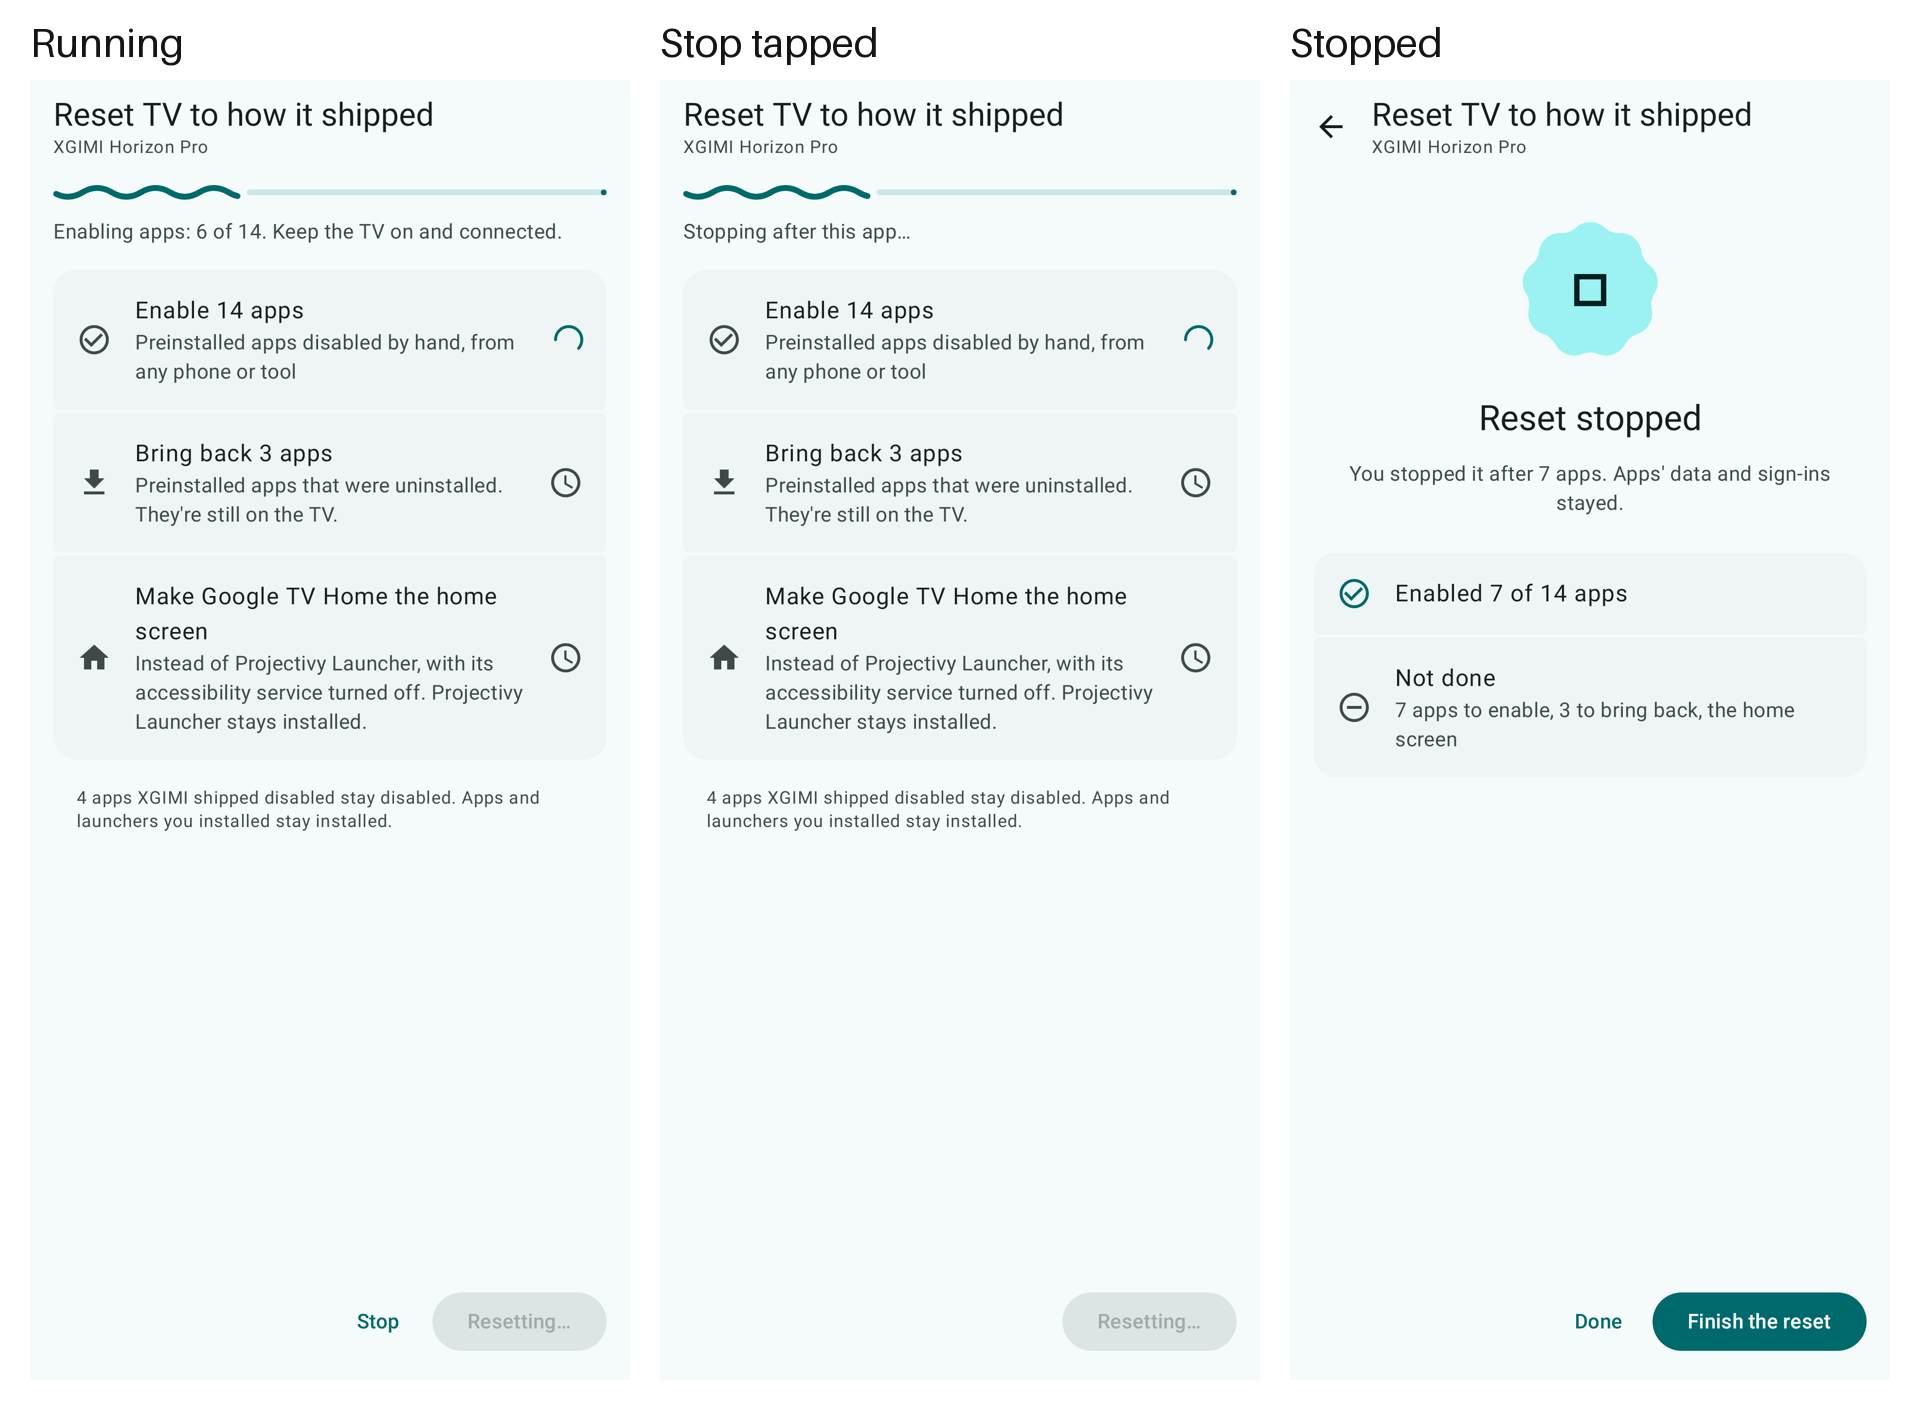 Running
Reset TV to how it shipped
XGIMI Horizon Pro
Enabling apps: 6 of 14. Keep the TV on and connected.
Enable 14 apps
Preinstalled apps disabled by hand, from
any phone or tool
Bring back 3 apps
Preinstalled apps that were uninstalled.
They're still on the TV.
Make Google TV Home the home
screen
Instead of Projectivy Launcher, with its
accessibility service turned off. Projectivy
Launcher stays installed.
4 apps XGIMI shipped disabled stay disabled. Apps and
launchers you installed stay installed.
Stop
Resetting…
Stop tapped
Reset TV to how it shipped
XGIMI Horizon Pro
Stopping after this app…
Enable 14 apps
Preinstalled apps disabled by hand, from
any phone or tool
Bring back 3 apps
Preinstalled apps that were uninstalled.
They're still on the TV.
Make Google TV Home the home
screen
Instead of Projectivy Launcher, with its
accessibility service turned off. Projectivy
Launcher stays installed.
4 apps XGIMI shipped disabled stay disabled. Apps and
launchers you installed stay installed.
Resetting…
Stopped
Reset TV to how it shipped
XGIMI Horizon Pro
Reset stopped
You stopped it after 7 apps. Apps' data and sign-ins
stayed.
Enabled 7 of 14 apps
Not done
7 apps to enable, 3 to bring back, the home
screen
Done
Finish the reset